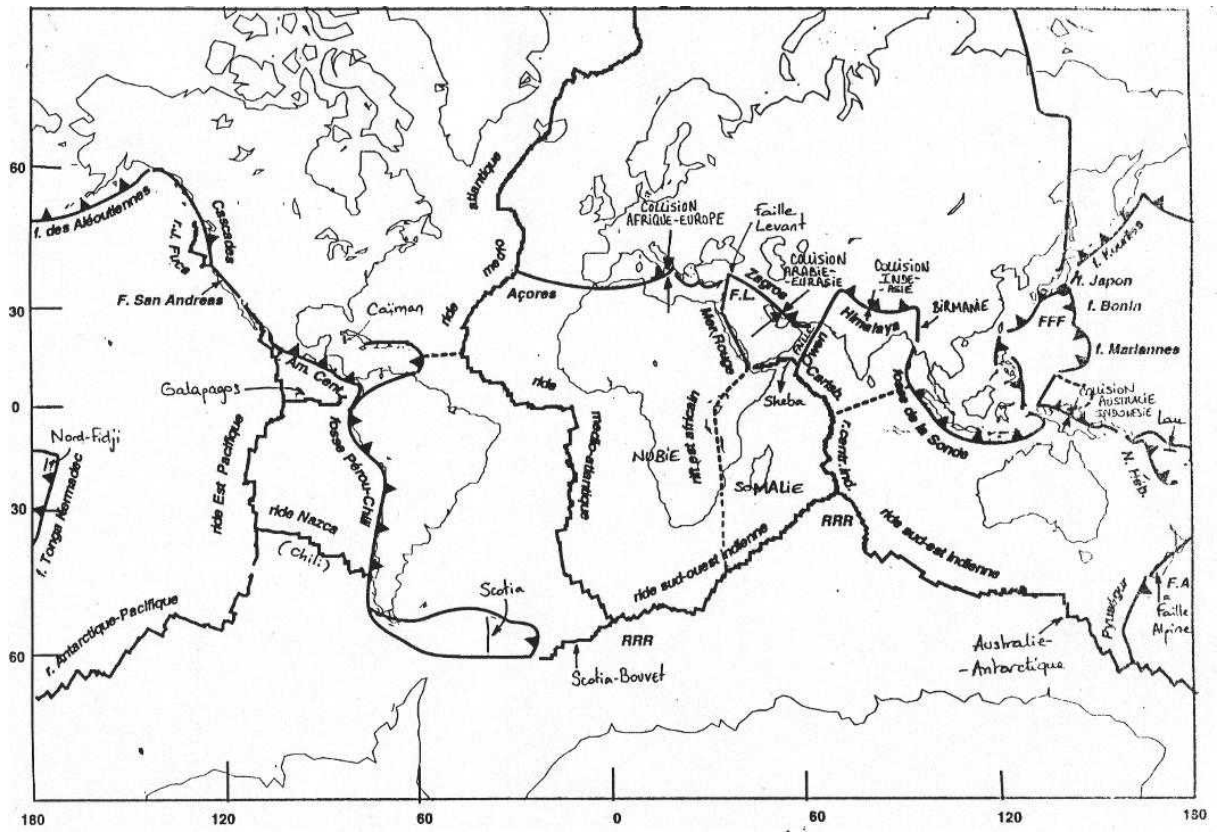 60
30
0
30
60
180
120
60
0
60
120
180
f. des Aléoutiennes
r.J. Fuca
Cascades
F. San Andreas
Caïman
Am. Cent.
Galapagos
Nord-Fidji
f. Tonga Kermadec
ride Est Pacifique
fosse Pérou-Chili
ride Nazca
(Chili)
r. Antarctique-Pacifique
Scotia
Scotia-Bouvet
RRR
atlantique
medio
ride
Açores
ride
medio-atlantique
COLLISION
AFRIQUE-EUROPE
Faille
Levant
F.L.
Zagros
COLLISION
ARABIE-
EURASIE
COLLISION
INDE-
ASIE
Himalaya
BIRMANIE
Mer Rouge
FAILLE
Owen
Carlsb.
Sheba
NUBIE
rift est africain
SOMALIE
r.centr.Ind.
RRR
ride sud-ouest Indienne
ride sud-est Indienne
fosse de la Sonde
f. Kouriles
f. Japon
f. Bonin
FFF
f. Mariannes
COLLISION
AUSTRALIE
INDONESIE
Lau
N. Héb.
F.A
Faille
Alpine
Australie-
-Antarctique